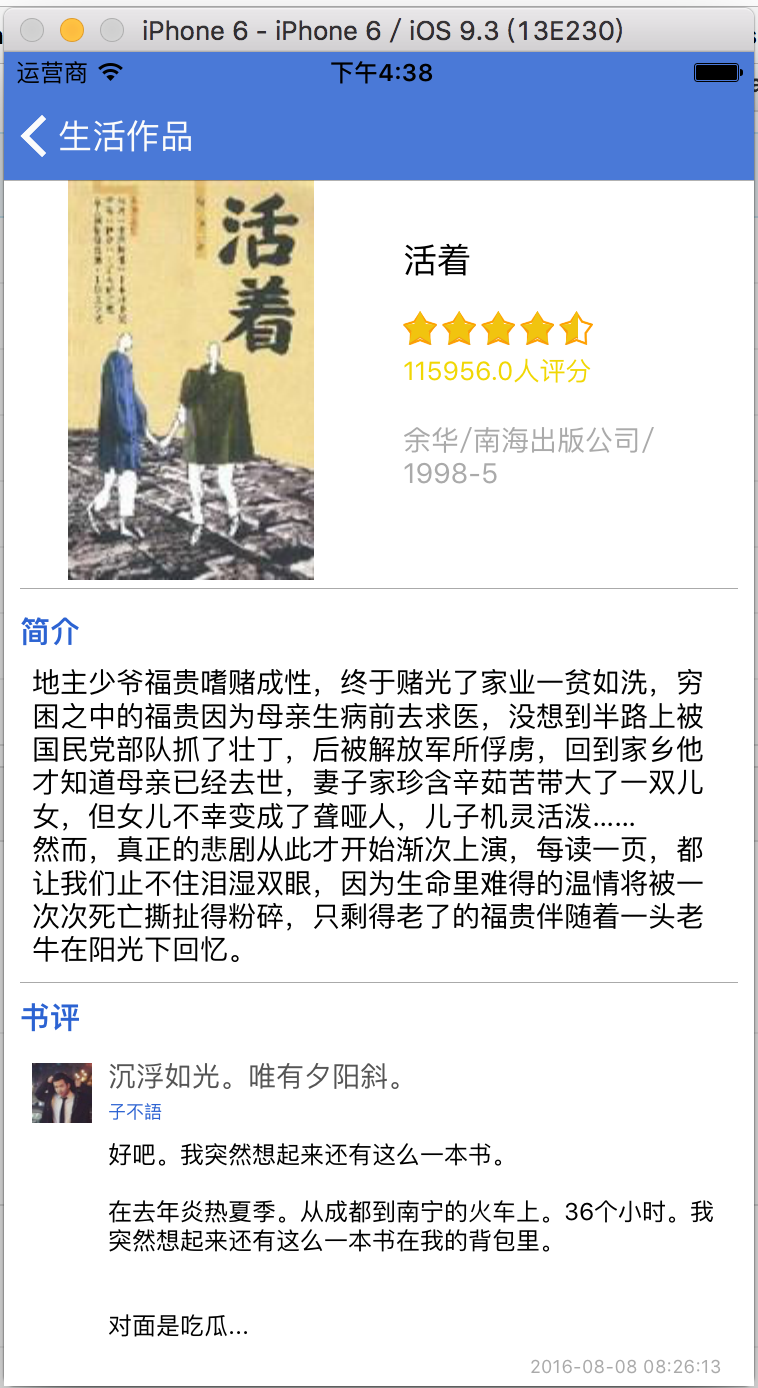 iPhone 6 - iPhone 6 / iOS 9.3 (13E230)
运营商
下午4:38
生活作品
活着
活着
115956.0人评分
余华/南海出版公司/
1998-5
简介
地主少爷福贵嗜赌成性，终于赌光了家业一贫如洗，穷
困之中的福贵因为母亲生病前去求医，没想到半路上被
国民党部队抓了壮丁，后被解放军所俘虏，回到家乡他
才知道母亲已经去世，妻子家珍含辛茹苦带大了一双儿
女，但女儿不幸变成了聋哑人，儿子机灵活泼……
然而，真正的悲剧从此才开始渐次上演，每读一页，都
让我们止不住泪湿双眼，因为生命里难得的温情将被一
次次死亡撕扯得粉碎，只剩得老了的福贵伴随着一头老
牛在阳光下回忆。
书评
沉浮如光。唯有夕阳斜。
子不語
好吧。我突然想起来还有这么一本书。
在去年炎热夏季。从成都到南宁的火车上。36个小时。我
突然想起来还有这么一本书在我的背包里。
对面是吃瓜...
2016-08-08 08:26:13